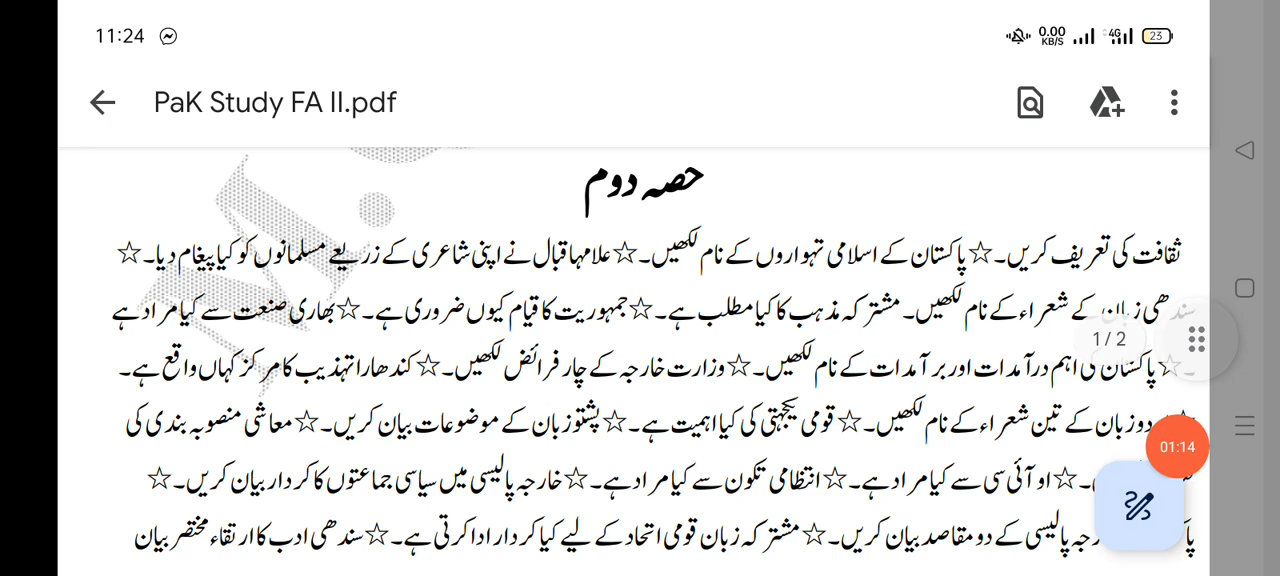 11:24 0.00 KB/S 4G 23
PaK Study FA II.pdf
حصہ دوم
ثقافت کی تعریف کریں۔☆پاکستان کے اسلامی تہواروں کے نام لکھیں۔☆علامہا قبال نے اپنی شاعری کے زریعے مسلمانوں کو کیا پیغام دیا۔☆
سندھی زبان کے شعراء کے نام لکھیں۔ مشترکہ مذہب کا کیا مطلب ہے۔☆جمہوریت کا قیام کیوں ضروری ہے۔☆بھاری صنعت سے کیا مراد ہے
1/2
۔☆پاکستان کی اہم درآمدات اور برآمدات کے نام لکھیں۔☆وزارت خارجہ کے چار فرائض لکھیں۔☆گندھارا تہذیب کا مرکز کہاں واقع ہے۔
زبان کے تین شعراء کے نام لکھیں۔☆قومی یکجہتی کی کیا اہمیت ہے۔☆پشتو زبان کے موضوعات بیان کریں۔☆معاشی منصوبہ بندی کی
01:14
۔☆او آئی سی سے کیا مراد ہے۔☆انتظامی تکون سے کیا مراد ہے۔☆خارجہ پالیسی میں سیاسی جماعتوں کا کردار بیان کریں۔☆
پالیسی کے دو مقاصد بیان کریں۔☆مشترکہ زبان قومی اتحاد کے لیے کیا کردار ادا کرتی ہے۔☆سندھی ادب کا ارتقاء مختصر بیان